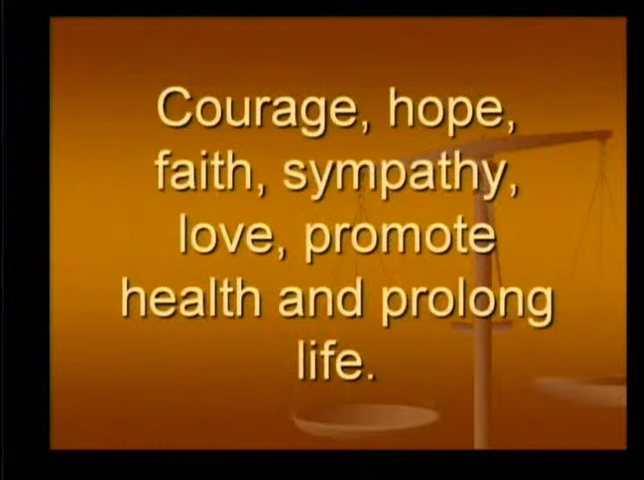 Courage, hope,
faith, sympathy,
love, promote
health and prolong
life.